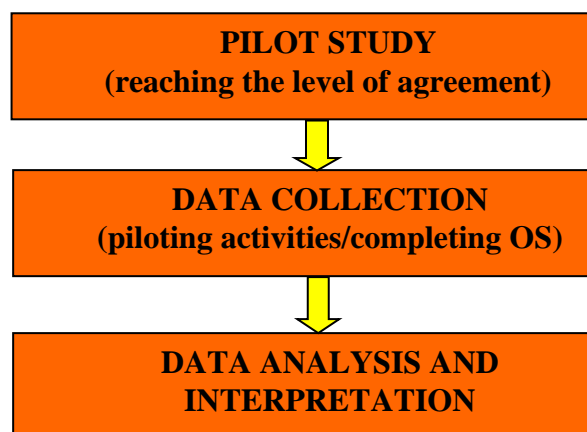 PILOT STUDY
(reaching the level of agreement)
DATA COLLECTION
(piloting activities/completing OS)
DATA ANALYSIS AND
INTERPRETATION